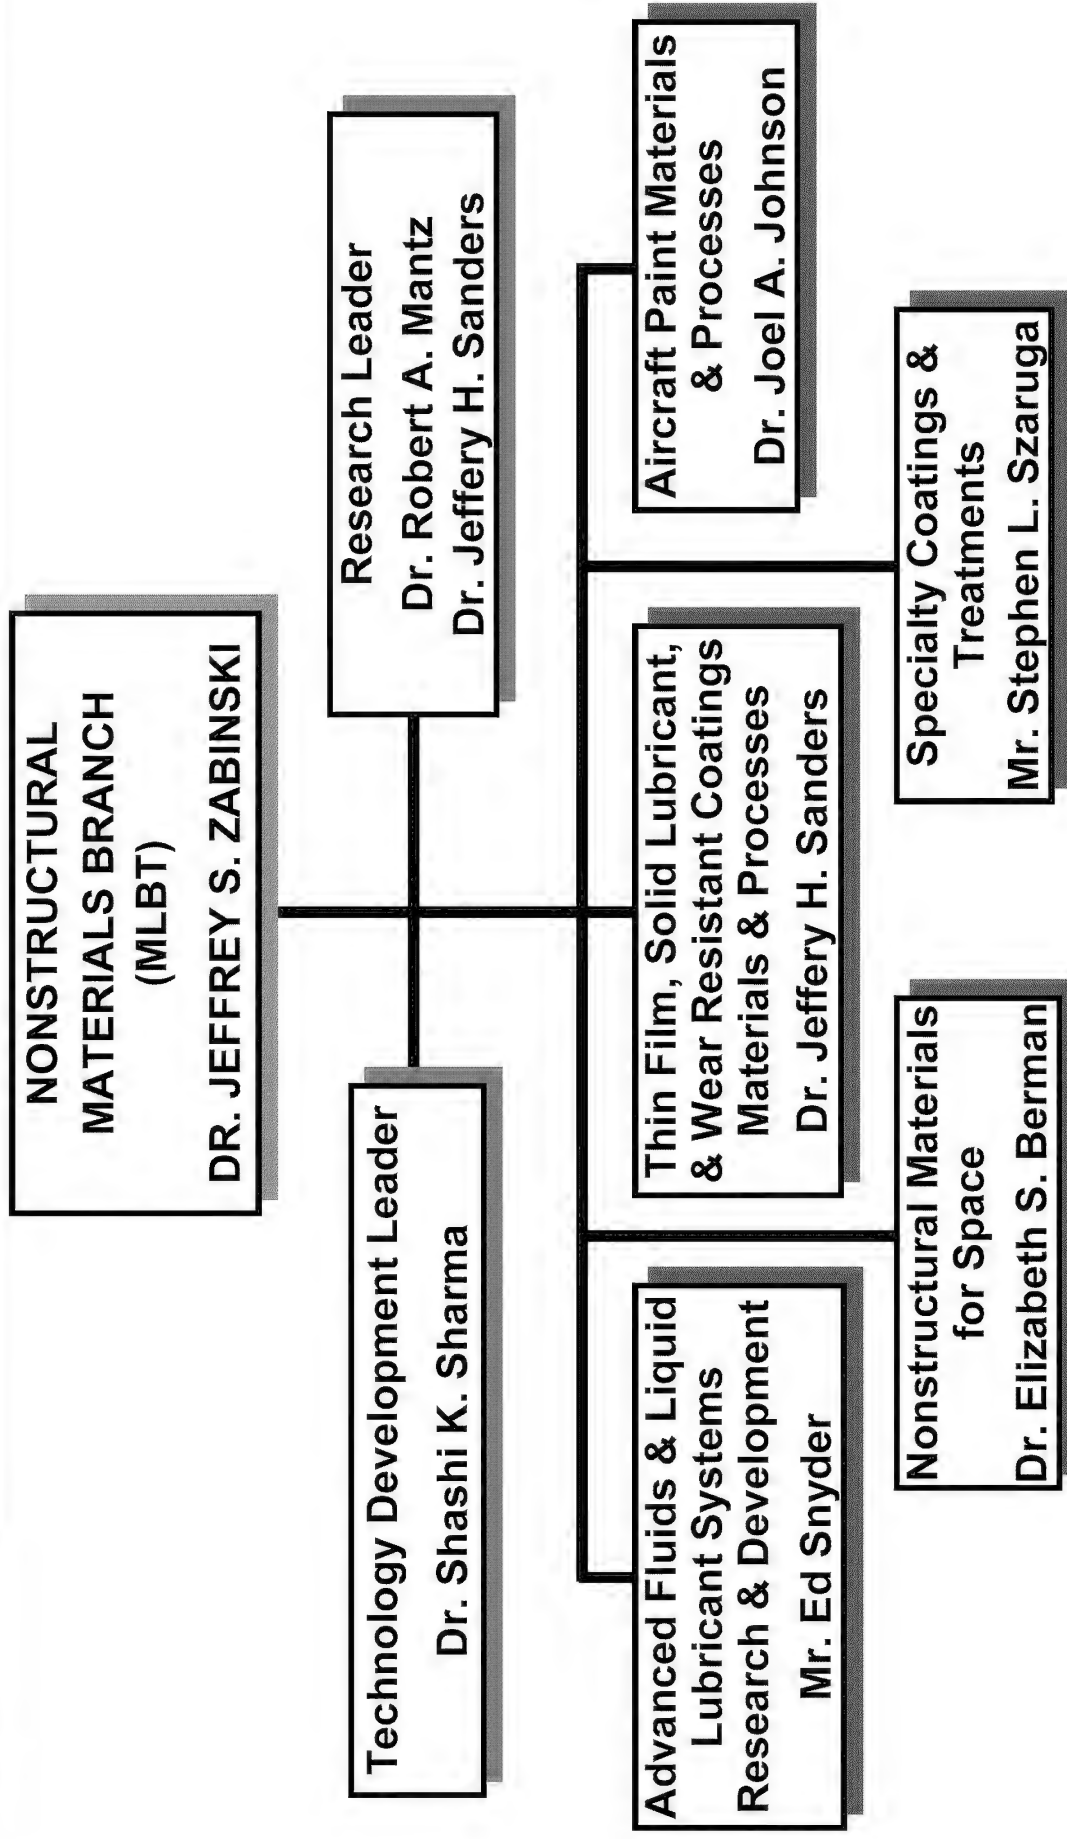 NONSTRUCTURAL
MATERIALS BRANCH
(MLBT)
DR. JEFFREY S. ZABINSKI
Technology Development Leader
Dr. Shashi K. Sharma
Research Leader
Dr. Robert A. Mantz
Dr. Jeffery H. Sanders
Advanced Fluids & Liquid
Lubricant Systems
Research & Development
Mr. Ed Snyder
Thin Film, Solid Lubricant,
& Wear Resistant Coatings
Materials & Processes
Dr. Jeffery H. Sanders
Aircraft Paint Materials
& Processes
Dr. Joel A. Johnson
Nonstructural Materials
for Space
Dr. Elizabeth S. Berman
Specialty Coatings &
Treatments
Mr. Stephen L. Szaruga